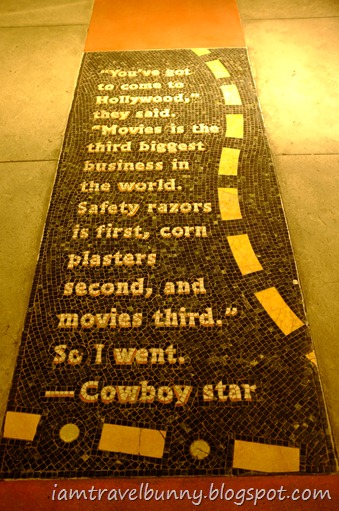 "You've got
to come to
Hollywood,"
they said.
"Movies is the
third biggest
business in
the world.
Safety razors
is first, corn
plasters
second, and
movies third."
So I went.
—Cowboy star
iamtravelbunny.blogspot.com